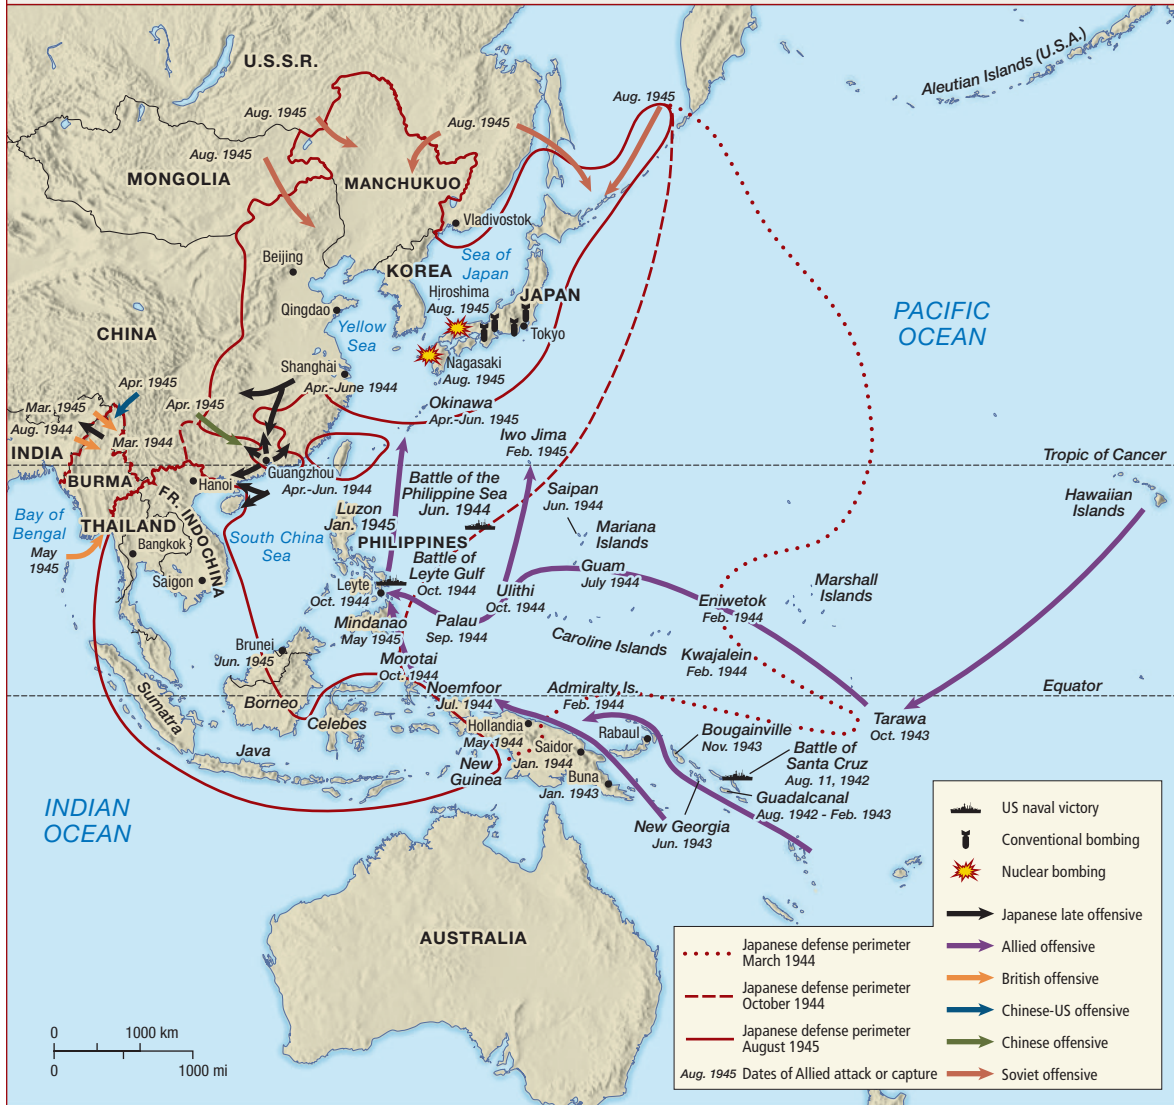 Aleutian Islands (U.S.A.)
U.S.S.R.
Aug. 1945
Aug. 1945
Aug. 1945
Aug. 1945
MONGOLIA
MANCHUKUO
Vladivostok
Sea of
Japan
Beijing
KOREA
Hiroshima
Aug. 1945
JAPAN
Qingdao
Tokyo
PACIFIC
OCEAN
CHINA
Yellow
Sea
Nagasaki
Aug. 1945
Shanghai
Apr.-June 1944
Apr. 1945
Mar. 1945
Apr. 1945
Okinawa
Apr.-Jun. 1945
Aug. 1944
Mar. 1944
Iwo Jima
Feb. 1945
INDIA
Tropic of Cancer
Guangzhou
Apr.-Jun. 1944
BURMA
Hanoi
Battle of the
Philippine Sea
Jun. 1944
Saipan
Jun. 1944
Hawaiian
Islands
FR. INDOCHINA
Luzon
Jan. 1945
Bay of
Bengal
THAILAND
South China
Sea
Mariana
Islands
PHILIPPINES
May
1945
Bangkok
Battle of
Leyte Gulf
Oct. 1944
Guam
July 1944
Saigon
Leyte
Oct. 1944
Ulithi
Oct. 1944
Marshall
Islands
Eniwetok
Feb. 1944
Mindanao
May 1945
Palau
Sep. 1944
Caroline Islands
Brunei
Jun. 1945
Kwajalein
Feb. 1944
Morotai
Oct. 1944
Equator
Sumatra
Borneo
Noemfoor
Jul. 1944
Admiralty Is.
Feb. 1944
Celebes
Tarawa
Oct. 1943
Hollandia
May 1944
Rabaul
Bougainville
Nov. 1943
Java
New
Guinea
Saidor
Jan. 1944
Battle of
Santa Cruz
Aug. 11, 1942
Buna
Jan. 1943
Guadalcanal
Aug. 1942 - Feb. 1943
INDIAN
OCEAN
New Georgia
Jun. 1943
AUSTRALIA
US naval victory
Conventional bombing
Nuclear bombing
Japanese late offensive
Allied offensive
British offensive
Chinese-US offensive
Chinese offensive
Soviet offensive
Japanese defense perimeter
March 1944
Japanese defense perimeter
October 1944
Japanese defense perimeter
August 1945
Aug. 1945 Dates of Allied attack or capture
0 1000 km
0 1000 mi